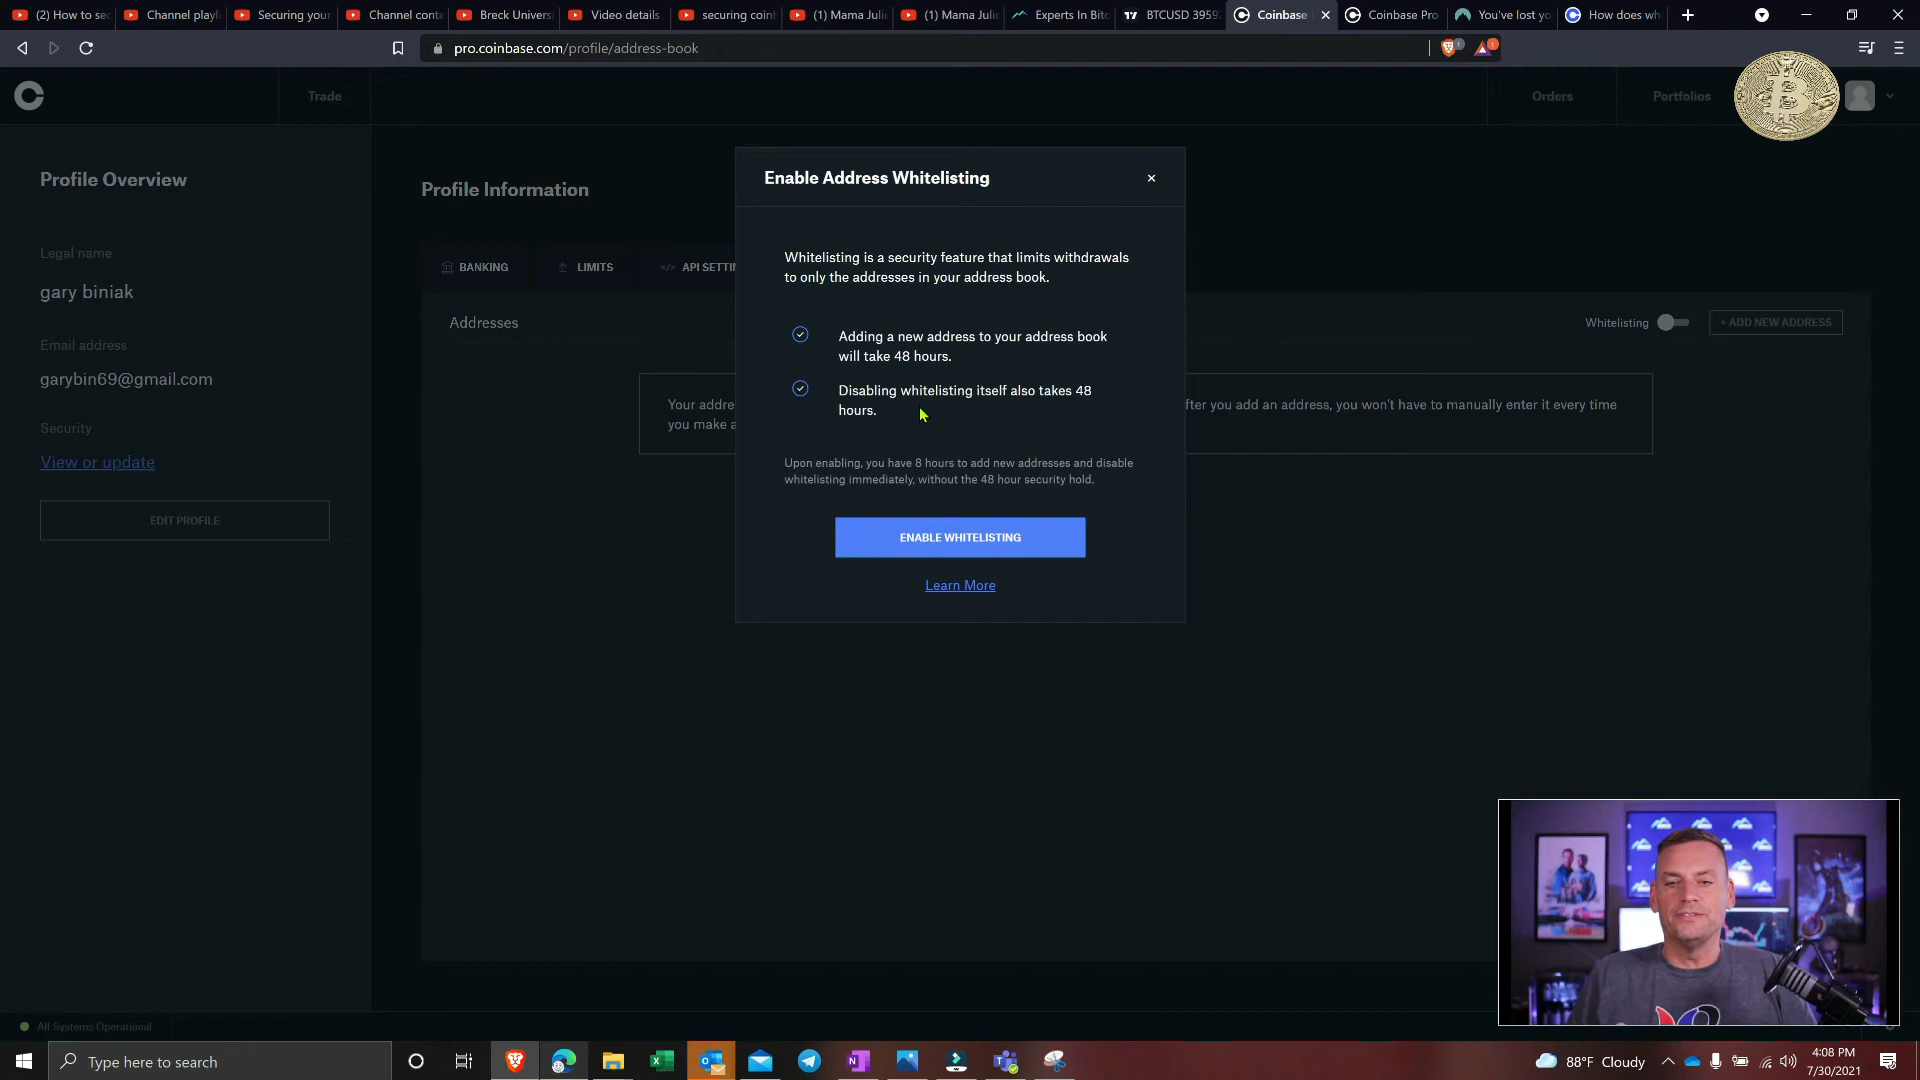 (2) How to se
Channel playl
Securing your
Channel conte
Breck Univers
Video details
securing coin
(1) Mama Julie
(1) Mama Julie
Experts In Bitc
BTCUSD 3959
Coinbase
Coinbase Pro
You've lost yo
How does whi
pro.coinbase.com/profile/address-book
Trade
Orders
Portfolios
Profile Overview
Legal name
gary biniak
Email address
garybin69@gmail.com
Security
View or update
EDIT PROFILE
Profile Information
BANKING
LIMITS
</> API SETTIN
Addresses
Whitelisting
+ ADD NEW ADDRESS
Your addre
fter you add an address, you won't have to manually enter it every time
you make a
Enable Address Whitelisting
Whitelisting is a security feature that limits withdrawals
to only the addresses in your address book.
Adding a new address to your address book
will take 48 hours.
Disabling whitelisting itself also takes 48
hours.
Upon enabling, you have 8 hours to add new addresses and disable
whitelisting immediately, without the 48 hour security hold.
ENABLE WHITELISTING
Learn More
All Systems Operational
Type here to search
88°F Cloudy
4:08 PM
7/30/2021